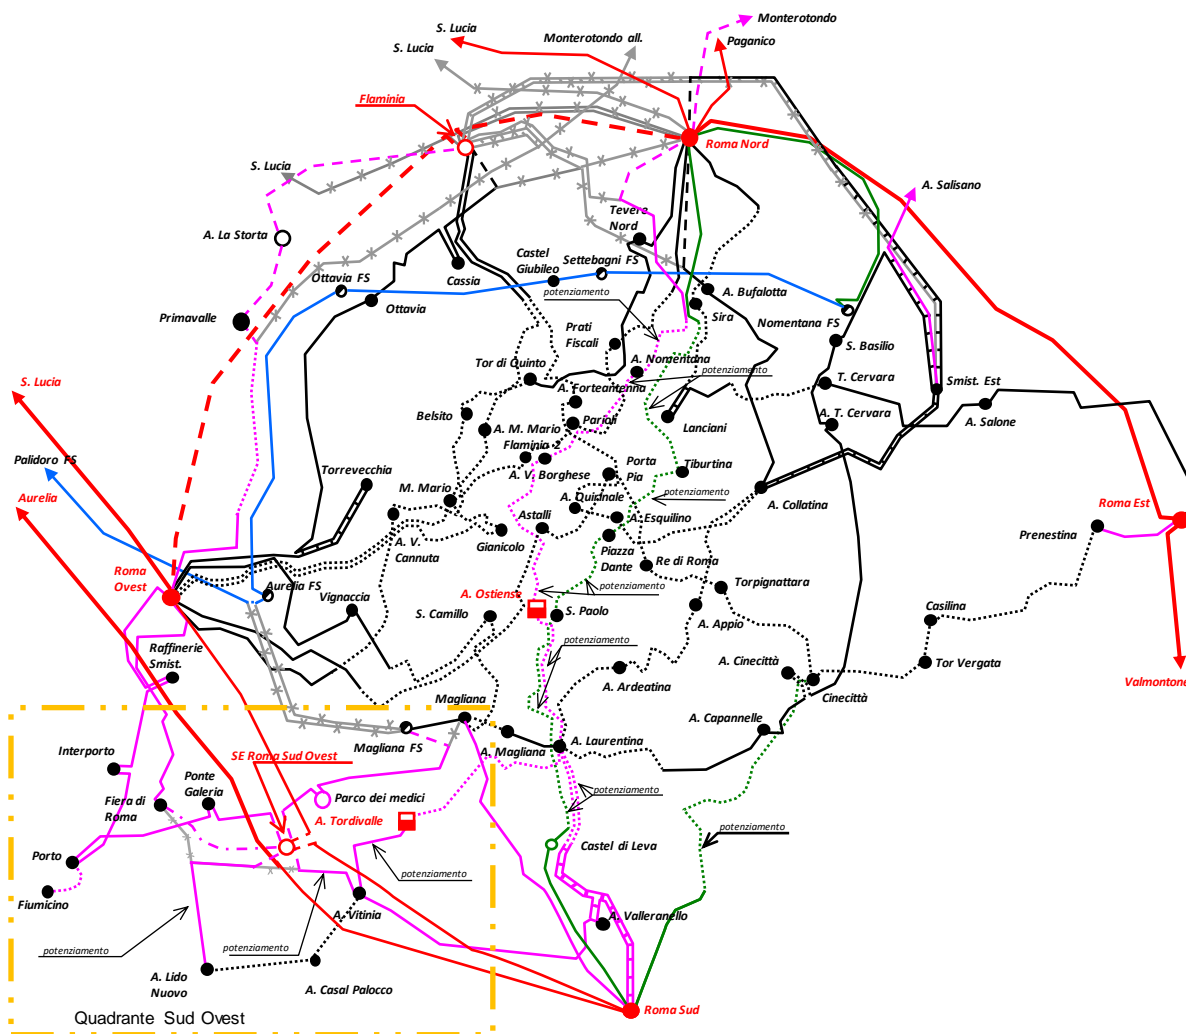 Monterotondo
S. Lucia
Monterotondo all.
Paganico
S. Lucia
Flaminia
Roma Nord
S. Lucia
A. Salisano
Tevere
Nord
A. La Storta
Castel
Giubileo
Settebagni FS
Ottavia FS
Cassia
Ottavia
potenziamento
A. Bufalotta
Sira
Nomentana FS
Primavalle
Prati
Fiscali
S. Basilio
Tor di Quinto
A. Nomentana
potenziamento
T. Cervara
S. Lucia
A. Forteantenna
Smist. Est
Belsito
Parioli
Lanciani
A. T. Cervara
A. Salone
A. M. Mario
Flaminio 2
Palidoro FS
Torrevecchia
A. V. Borghese
Porta
Pia
Tiburtina
Aurelia
M. Mario
A. Quirinale
potenziamento
A. Collatina
Roma Est
Astalli
A. Esquilino
Prenestina
A. V.
Cannuta
Gianicolo
Piazza
Dante
Re di Roma
Roma
Ovest
Aurelia FS
Vignaccia
A. Ostiense
potenziamento
Torpignattara
S. Camillo
S. Paolo
A. Appio
Casilina
Raffinerie
Smist.
potenziamento
A. Ardeatina
A. Cinecittà
Tor Vergata
Cinecittà
Valmontone
Magliana
Magliana FS
A. Magliana
A. Laurentina
A. Capannelle
Interporto
SE Roma Sud Ovest
Ponte
Galeria
Fiera di
Roma
Parco dei medici
potenziamento
A. Tordivalle
potenziamento
Castel di Leva
Porto
potenziamento
Fiumicino
A. Vitinia
A. Valleranello
potenziamento
potenziamento
A. Lido
Nuovo
A. Casal Palocco
Roma Sud
Quadrante Sud Ovest